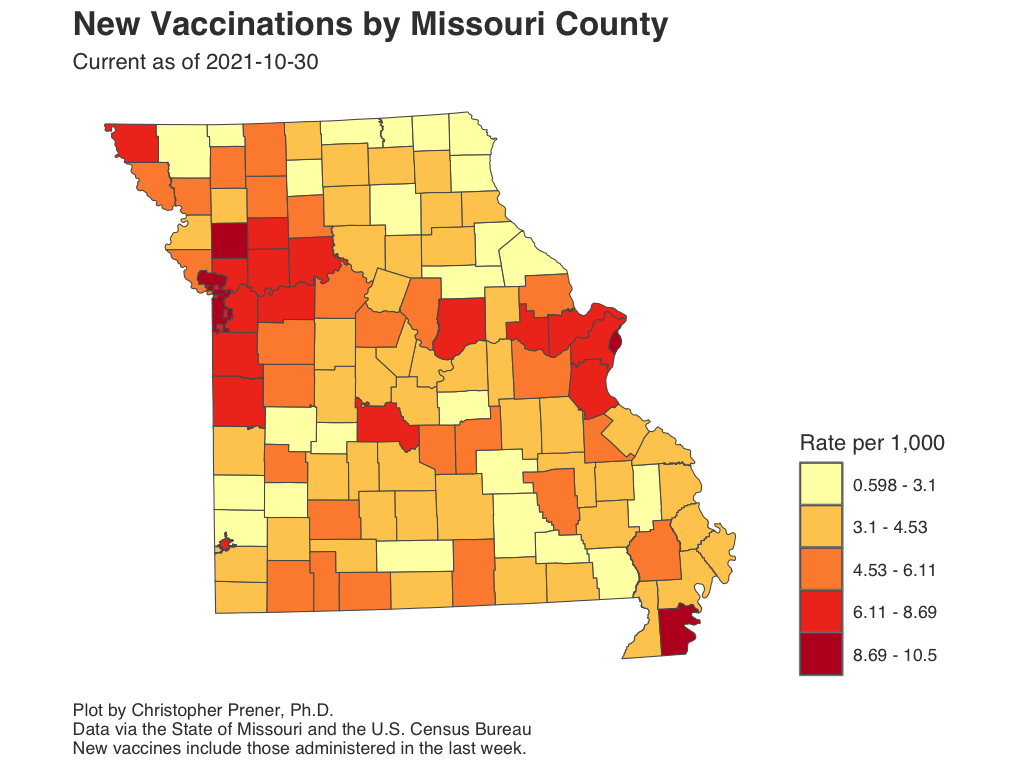 New Vaccinations by Missouri County
Current as of 2021-10-30
Rate per 1,000
0.598 - 3.1
3.1 - 4.53
4.53 - 6.11
6.11 - 8.69
8.69 - 10.5
Plot by Christopher Prener, Ph.D.
Data via the State of Missouri and the U.S. Census Bureau
New vaccines include those administered in the last week.